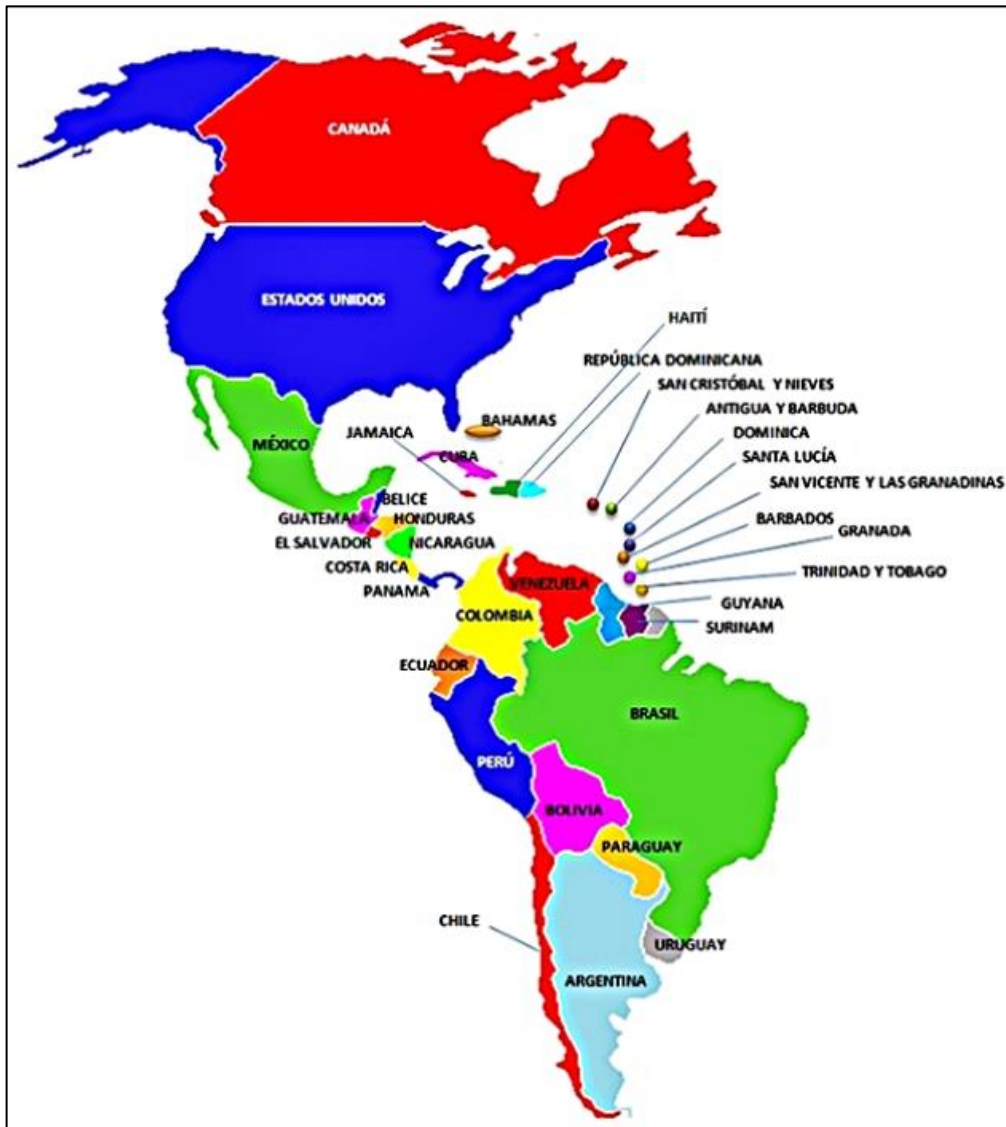 CANADÁ
ESTADOS UNIDOS
HAITÍ
REPÚBLICA DOMINICANA
SAN CRISTÓBAL Y NIEVES
ANTIGUA Y BARBUDA
BAHAMAS
JAMAICA
DOMINICA
MÉXICO
CUBA
SANTA LUCÍA
SAN VICENTE Y LAS GRANADINAS
BELICE
GUATEMALA
HONDURAS
BARBADOS
GRANADA
EL SALVADOR
NICARAGUA
COSTA RICA
TRINIDAD Y TOBAGO
PANAMA
VENEZUELA
GUYANA
COLOMBIA
SURINAM
ECUADOR
BRASIL
PERÚ
BOLIVIA
PARAGUAY
CHILE
URUGUAY
ARGENTINA